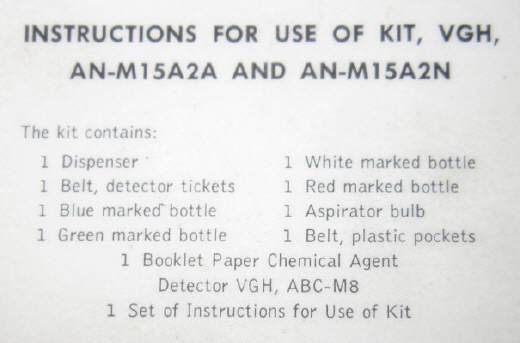 INSTRUCTIONS FOR USE OF KIT, VGH,
AN-M15A2A AND AN-M15A2N
The kit contains:
1 Dispenser
1 Belt, detector tickets
1 Blue marked bottle
1 Green marked bottle
1 White marked bottle
1 Red marked bottle
1 Aspirator bulb
1 Belt, plastic pockets
1 Booklet Paper Chemical Agent
Detector VGH, ABC-M8
1 Set of Instructions for Use of Kit